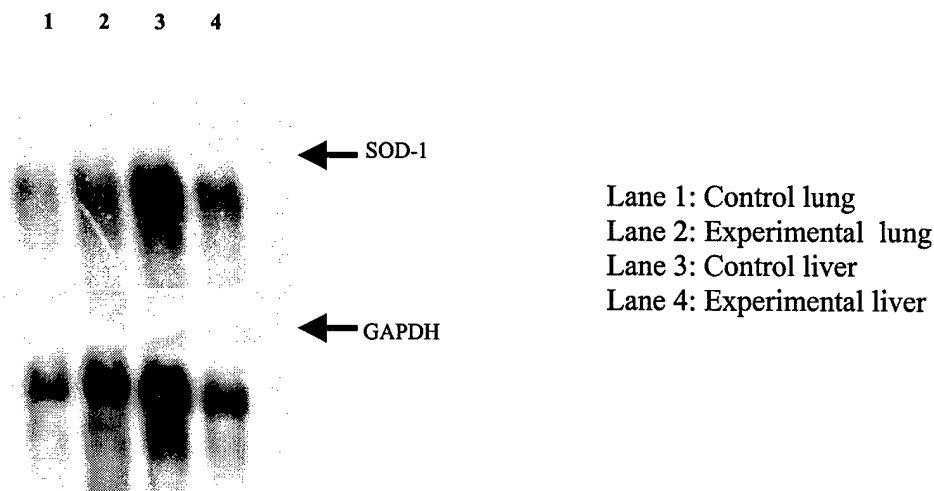 1 2 3 4
SOD-1
Lane 1: Control lung
Lane 2: Experimental lung
Lane 3: Control liver
Lane 4: Experimental liver
GAPDH